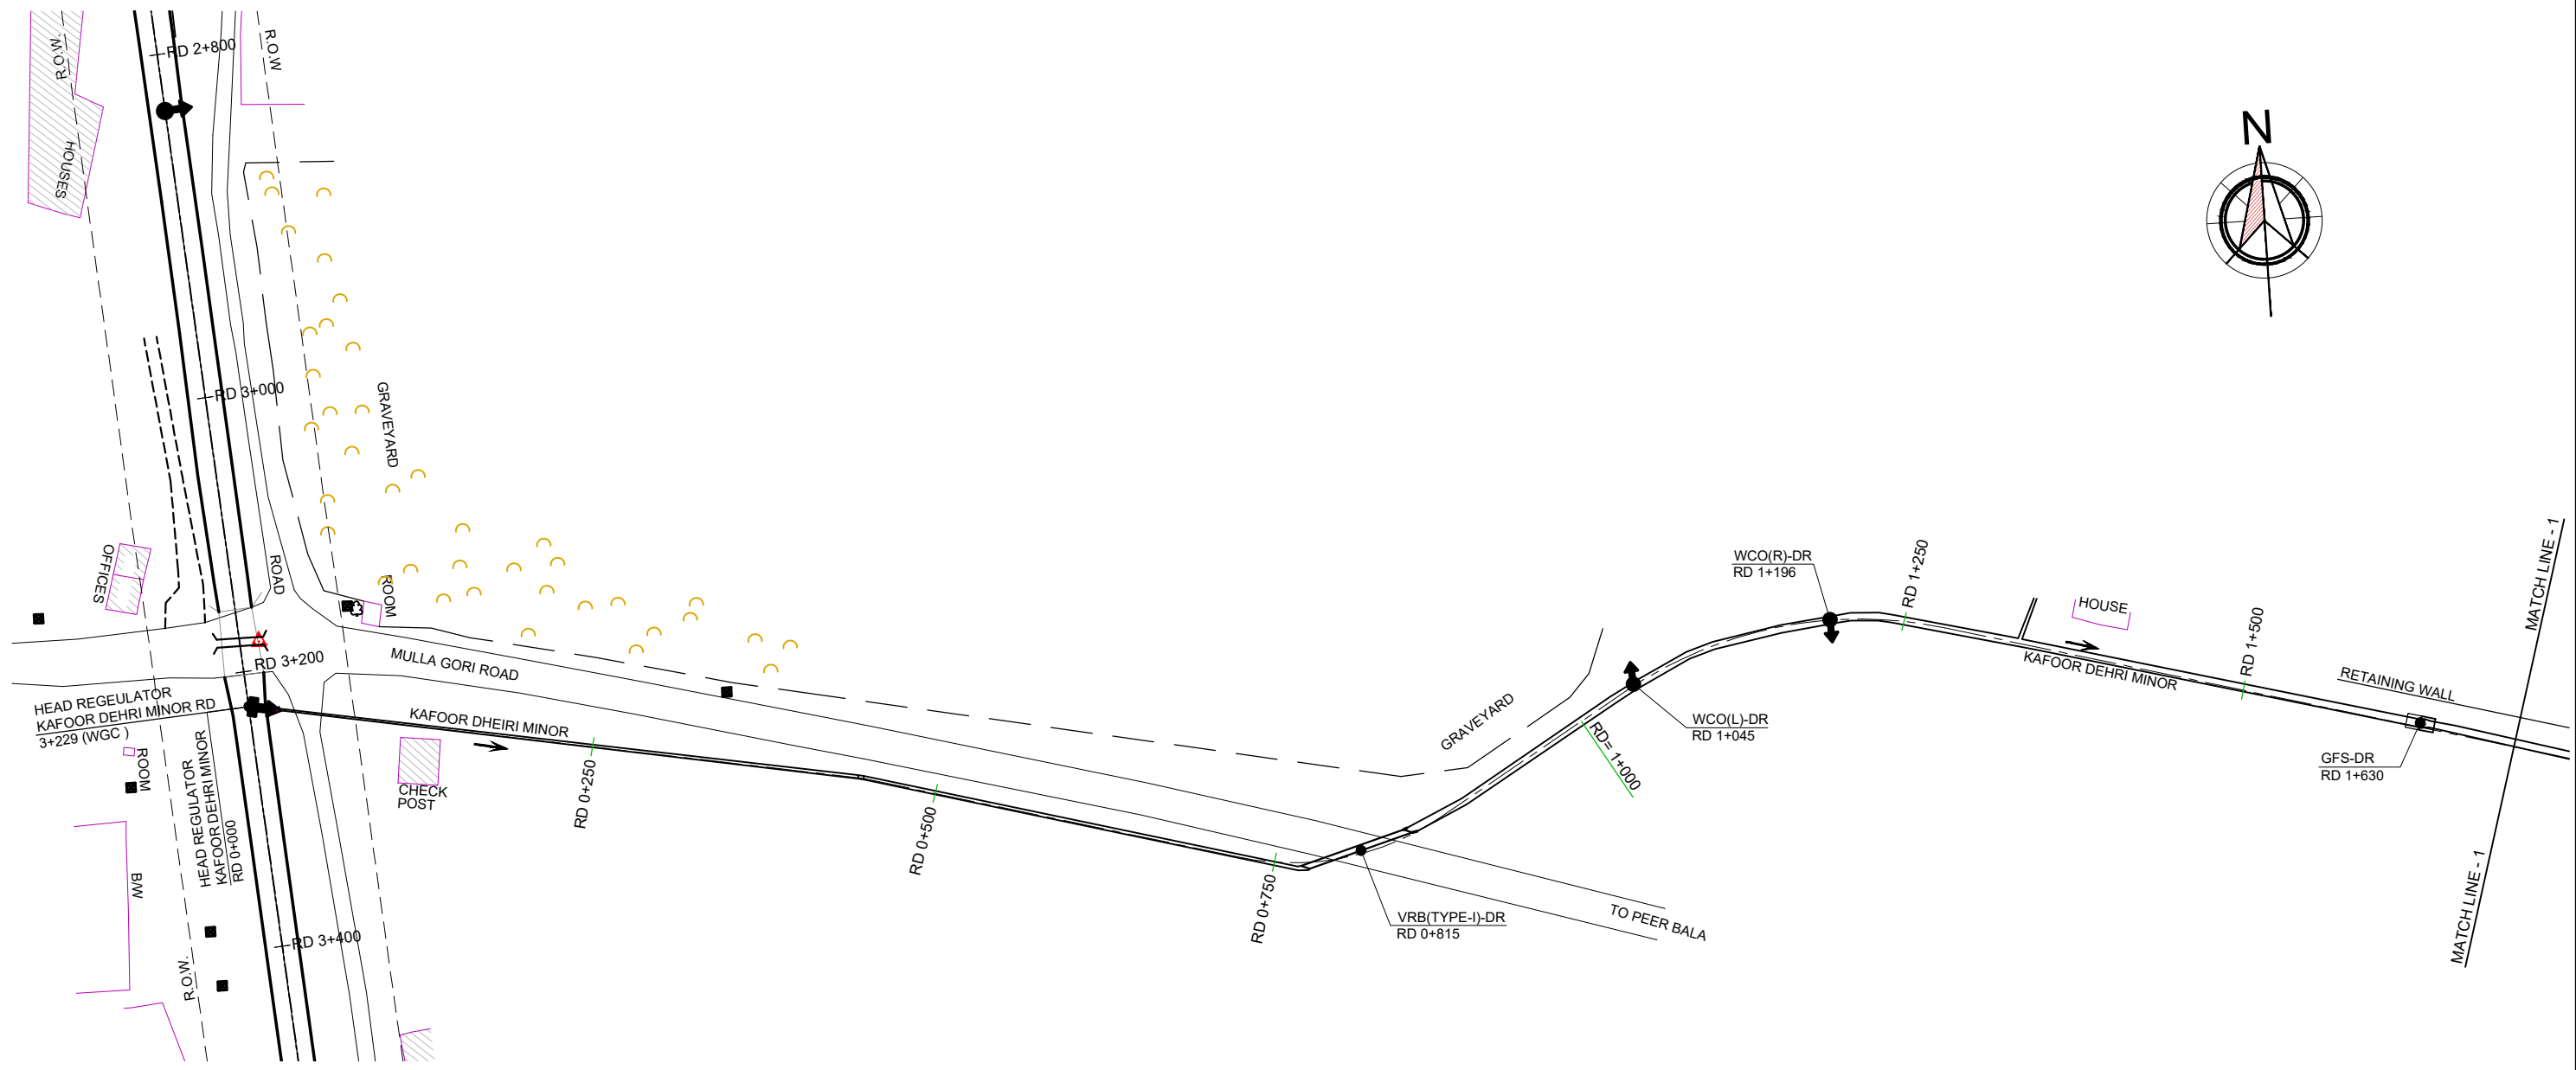 R.O.W.
RD 2+800
R.O.W
HOUSES
N
RD 3+000
GRAVEYARD
OFFICES
ROAD
ROOM
RD 3+200
MULLA GORI ROAD
HEAD REGEULATOR
KAFOOR DEHRI MINOR RD
3+229 (WGC )
KAFOOR DHEIRI MINOR
ROOM
HEAD REGULATOR
KAFOOR DEHRI MINOR
RD 0+000
CHECK
POST
RD 0+250
B/W
R.O.W.
RD 3+400
RD 0+500
RD 0+750
VRB(TYPE-I)-DR
RD 0+815
TO PEER BALA
GRAVEYARD
RD= 1+000
WCO(L)-DR
RD 1+045
WCO(R)-DR
RD 1+196
RD 1+250
HOUSE
KAFOOR DEHRI MINOR
RD 1+500
RETAINING WALL
GFS-DR
RD 1+630
MATCH LINE - 1
MATCH LINE - 1